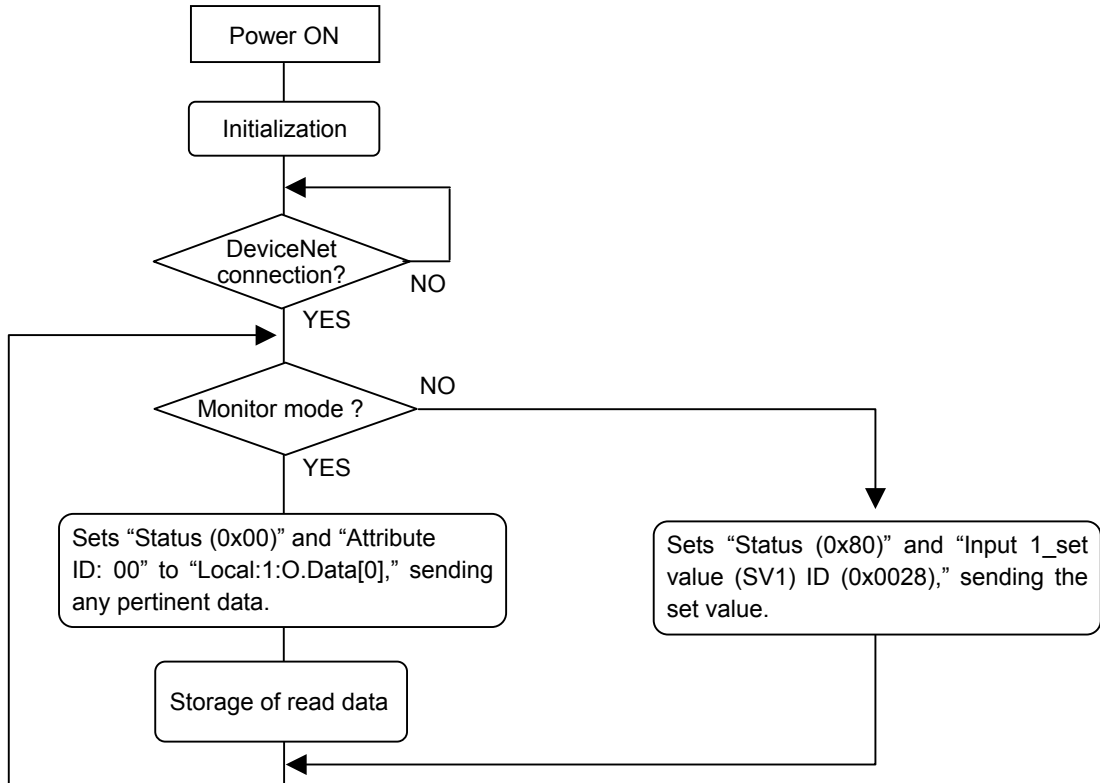 Power ON
Initialization
DeviceNet
connection?
NO
YES
NO
Monitor mode ?
YES
Sets “Status (0x00)” and “Attribute
ID: 00” to “Local:1:O.Data[0],” sending
any pertinent data.
Sets “Status (0x80)” and “Input 1_set
value (SV1) ID (0x0028),” sending the
set value.
Storage of read data